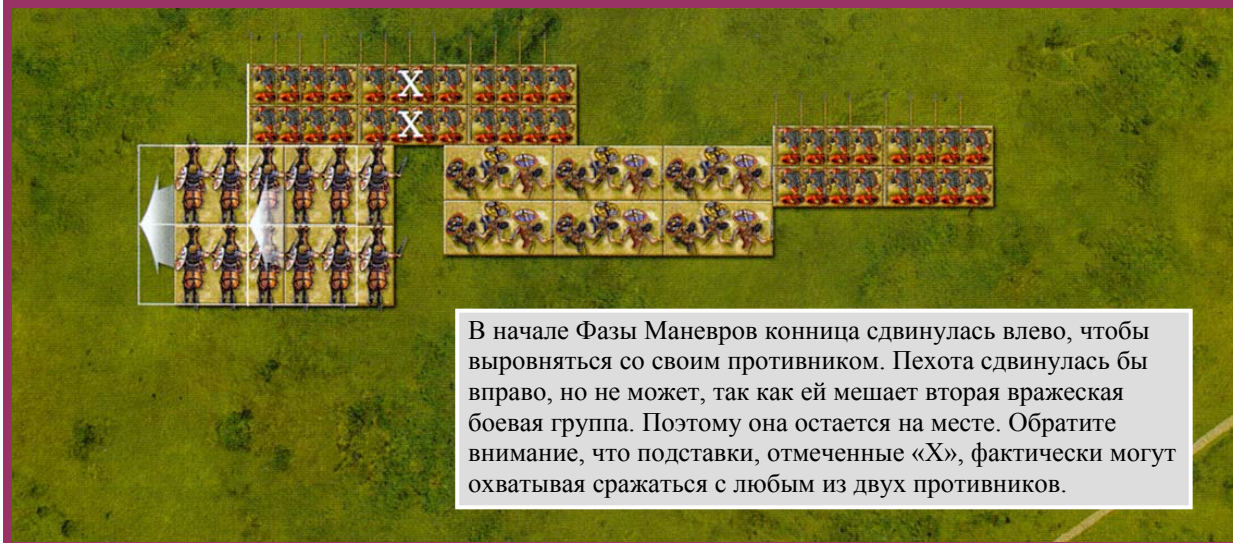 X
X
В начале Фазы Маневров конница сдвинулась влево, чтобы
выровняться со своим противником. Пехота сдвинулась бы
вправо, но не может, так как ей мешает вторая вражеская
боевая группа. Поэтому она остается на месте. Обратите
внимание, что подставки, отмеченные «X», фактически могут
охватывая сражаться с любым из двух противников.